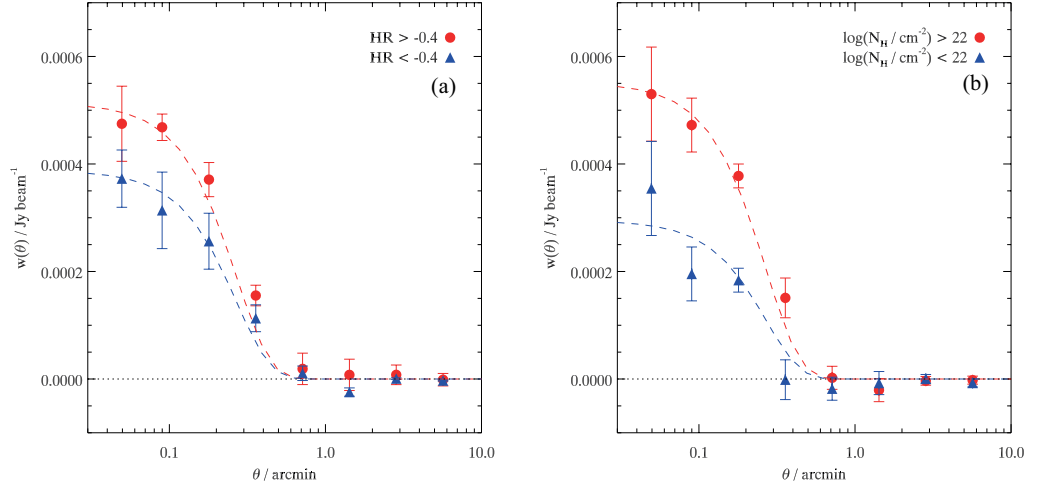 HR > -0.4
HR < -0.4
(a)
0.0006
0.0004
0.0002
0.0000
w(θ) / Jy beam⁻¹
0.1
1.0
10.0
θ / arcmin
log(N_H / cm⁻²) > 22
log(N_H / cm⁻²) < 22
(b)
0.0006
0.0004
0.0002
0.0000
w(θ) / Jy beam⁻¹
0.1
1.0
10.0
θ / arcmin